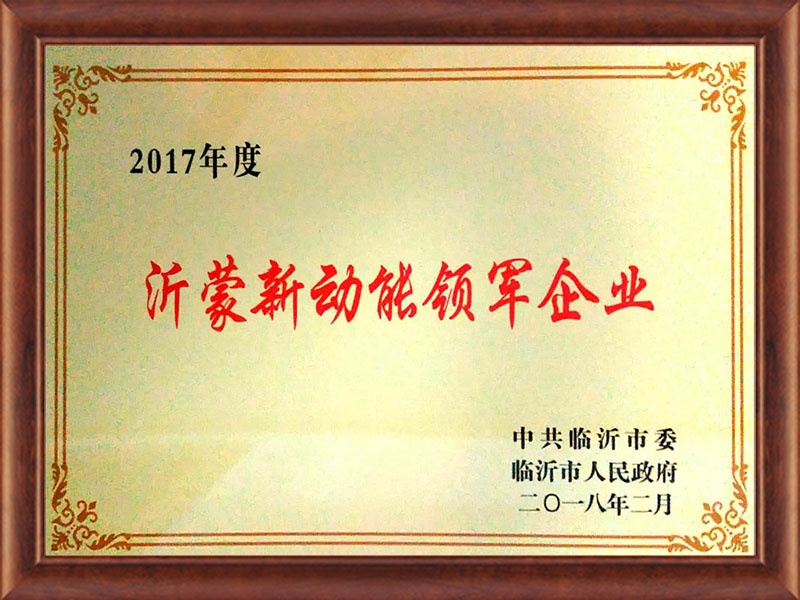 2017年度
沂蒙新动能领军企业
中共临沂市委
临沂市人民政府
二〇一八年二月